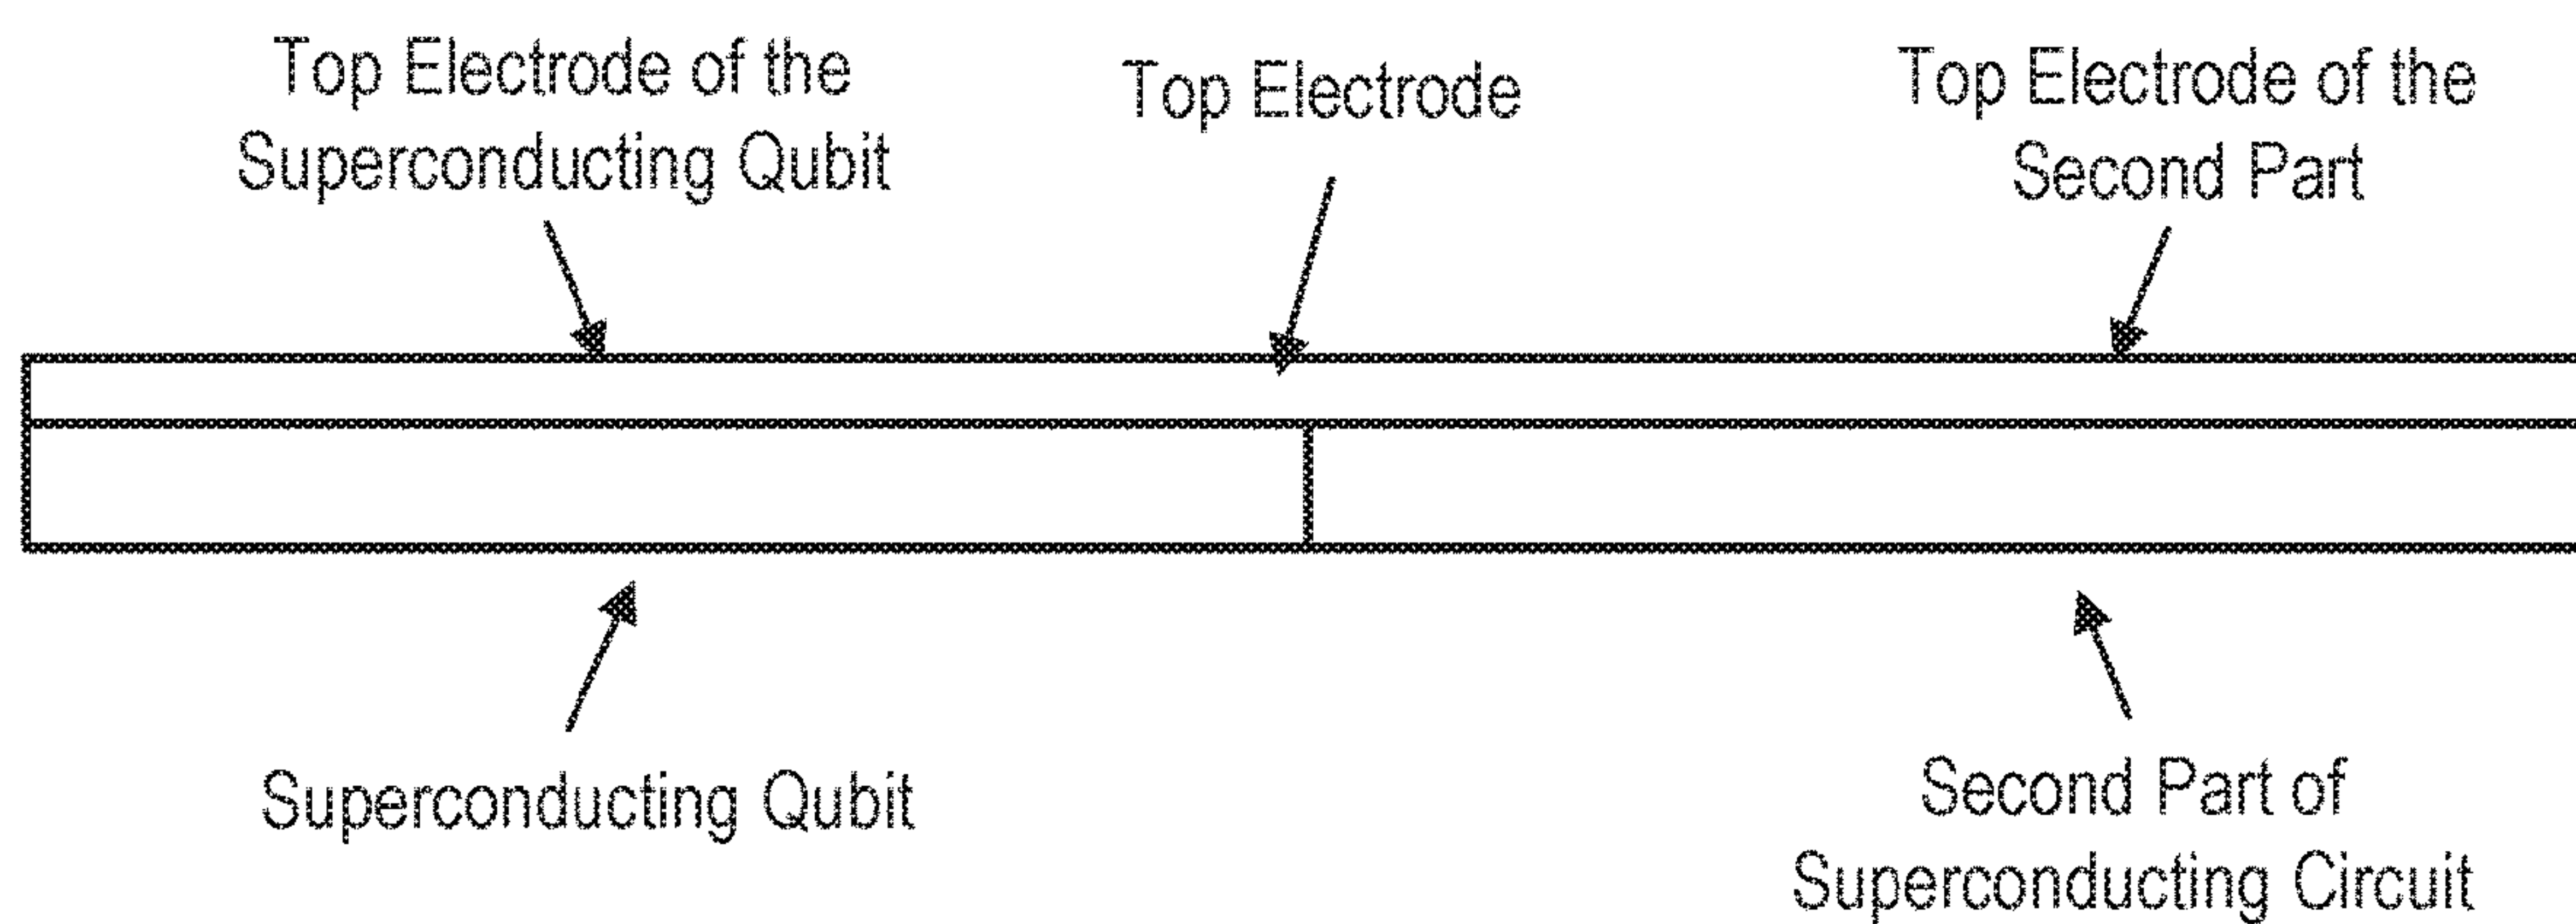 Top Electrode of the
Superconducting Qubit
Top Electrode
Top Electrode of the
Second Part
Superconducting Qubit
Second Part of
Superconducting Circuit